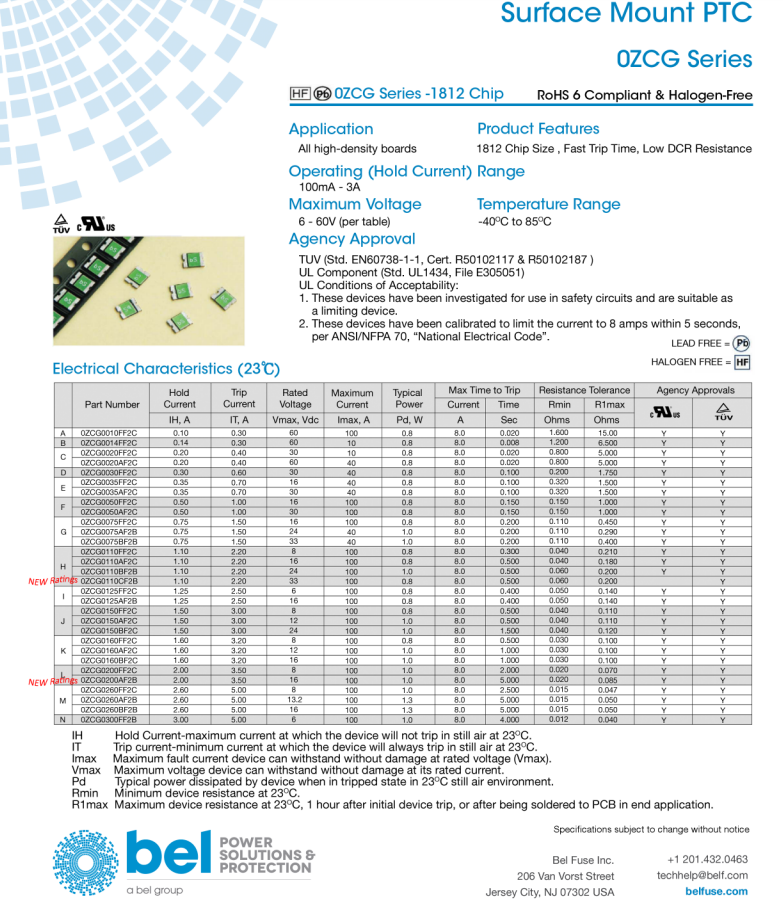 Surface Mount PTC
0ZCG Series
HF Pb 0ZCG Series -1812 Chip RoHS 6 Compliant & Halogen-Free
Application Product Features
All high-density boards 1812 Chip Size , Fast Trip Time, Low DCR Resistance
Operating (Hold Current) Range
100mA - 3A
Maximum Voltage Temperature Range
6 - 60V (per table) -40ºC to 85ºC
Agency Approval
TUV (Std. EN60738-1-1, Cert. R50102117 & R50102187 )
UL Component (Std. UL1434, File E305051)
UL Conditions of Acceptability:
1. These devices have been investigated for use in safety circuits and are suitable as
a limiting device.
2. These devices have been calibrated to limit the current to 8 amps within 5 seconds,
per ANSI/NFPA 70, “National Electrical Code”.
TÜV C UR US
LEAD FREE = Pb
HALOGEN FREE = HF
Electrical Characteristics (23℃)
Part Number Hold Current Trip Current Rated Voltage Maximum Current Typical Power Max Time to Trip Resistance Tolerance Agency Approvals
Current Time Rmin R1max C UR US TÜV
IH, A IT, A Vmax, Vdc Imax, A Pd, W A Sec Ohms Ohms
A 0ZCG0010FF2C 0.10 0.30 60 100 0.8 8.0 0.020 1.600 15.00 Y Y
B 0ZCG0014FF2C 0.14 0.30 60 10 0.8 8.0 0.008 1.200 6.500 Y Y
C 0ZCG0020FF2C 0.20 0.40 30 10 0.8 8.0 0.020 0.800 5.000 Y Y
0ZCG0020AF2C 0.20 0.40 60 40 0.8 8.0 0.020 0.800 5.000 Y Y
D 0ZCG0030FF2C 0.30 0.60 30 40 0.8 8.0 0.100 0.200 1.750 Y Y
E 0ZCG0035FF2C 0.35 0.70 16 40 0.8 8.0 0.100 0.320 1.500 Y Y
0ZCG0035AF2C 0.35 0.70 30 40 0.8 8.0 0.100 0.320 1.500 Y Y
F 0ZCG0050FF2C 0.50 1.00 16 100 0.8 8.0 0.150 0.150 1.000 Y Y
0ZCG0050AF2C 0.50 1.00 30 100 0.8 8.0 0.150 0.150 1.000 Y Y
G 0ZCG0075FF2C 0.75 1.50 16 100 0.8 8.0 0.200 0.110 0.450 Y Y
0ZCG0075AF2B 0.75 1.50 24 40 1.0 8.0 0.200 0.110 0.290 Y Y
0ZCG0075BF2B 0.75 1.50 33 40 1.0 8.0 0.200 0.110 0.400 Y Y
H 0ZCG0110FF2C 1.10 2.20 8 100 0.8 8.0 0.300 0.040 0.210 Y Y
0ZCG0110AF2C 1.10 2.20 16 100 0.8 8.0 0.500 0.040 0.180 Y Y
0ZCG0110BF2B 1.10 2.20 24 100 1.0 8.0 0.500 0.060 0.200 Y Y
NEW Ratings 0ZCG0110CF2B 1.10 2.20 33 100 0.8 8.0 0.500 0.060 0.200 Y
I 0ZCG0125FF2C 1.25 2.50 6 100 0.8 8.0 0.400 0.050 0.140 Y Y
0ZCG0125AF2B 1.25 2.50 16 100 0.8 8.0 0.400 0.050 0.140 Y Y
J 0ZCG0150FF2C 1.50 3.00 8 100 0.8 8.0 0.500 0.040 0.110 Y Y
0ZCG0150AF2C 1.50 3.00 12 100 1.0 8.0 0.500 0.040 0.110 Y Y
0ZCG0150BF2C 1.50 3.00 24 100 1.0 8.0 1.500 0.040 0.120 Y Y
K 0ZCG0160FF2C 1.60 3.20 8 100 0.8 8.0 0.500 0.030 0.100 Y Y
0ZCG0160AF2C 1.60 3.20 12 100 1.0 8.0 1.000 0.030 0.100 Y Y
0ZCG0160BF2C 1.60 3.20 16 100 1.0 8.0 1.000 0.030 0.100 Y Y
L 0ZCG0200FF2C 2.00 3.50 8 100 1.0 8.0 2.000 0.020 0.070 Y Y
NEW Ratings 0ZCG0200AF2B 2.00 3.50 16 100 1.0 8.0 5.000 0.020 0.085 Y Y
M 0ZCG0260FF2C 2.60 5.00 8 100 1.0 8.0 2.500 0.015 0.047 Y Y
0ZCG0260AF2B 2.60 5.00 13.2 100 1.3 8.0 5.000 0.015 0.050 Y Y
0ZCG0260BF2B 2.60 5.00 16 100 1.3 8.0 5.000 0.015 0.050 Y Y
N 0ZCG0300FF2B 3.00 5.00 6 100 1.0 8.0 4.000 0.012 0.040 Y Y
IH Hold Current-maximum current at which the device will not trip in still air at 23ºC.
IT Trip current-minimum current at which the device will always trip in still air at 23ºC.
Imax Maximum fault current device can withstand without damage at rated voltage (Vmax).
Vmax Maximum voltage device can withstand without damage at its rated current.
Pd Typical power dissipated by device when in tripped state in 23ºC still air environment.
Rmin Minimum device resistance at 23ºC.
R1max Maximum device resistance at 23ºC, 1 hour after initial device trip, or after being soldered to PCB in end application.
Specifications subject to change without notice
bel POWER
SOLUTIONS &
PROTECTION
a bel group
Bel Fuse Inc. +1 201.432.0463
206 Van Vorst Street techhelp@belf.com
Jersey City, NJ 07302 USA belfuse.com